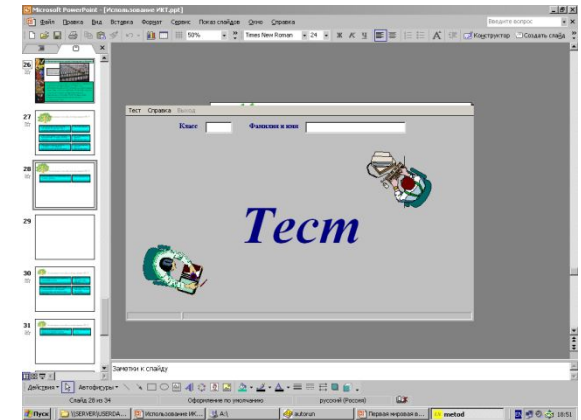 Microsoft PowerPoint - [Использование ИКТ.ppt]
Файл Правка Вид Вставка Формат Сервис Показ слайдов Окно Справка
Введите вопрос
50% Times New Roman 24 Ж К Ч Конструктор Создать слайд
26
27
28
29
30
31
Тест Справка Выход
Класс Фамилия и имя
Тест
Заметки к слайду
Действия Автофигуры
Слайд 28 из 34 Оформление по умолчанию русский (Россия)
Пуск \\SERVER\USERDA... Использование ИК... A:\ autorun Первая мировая в... metod 18:51